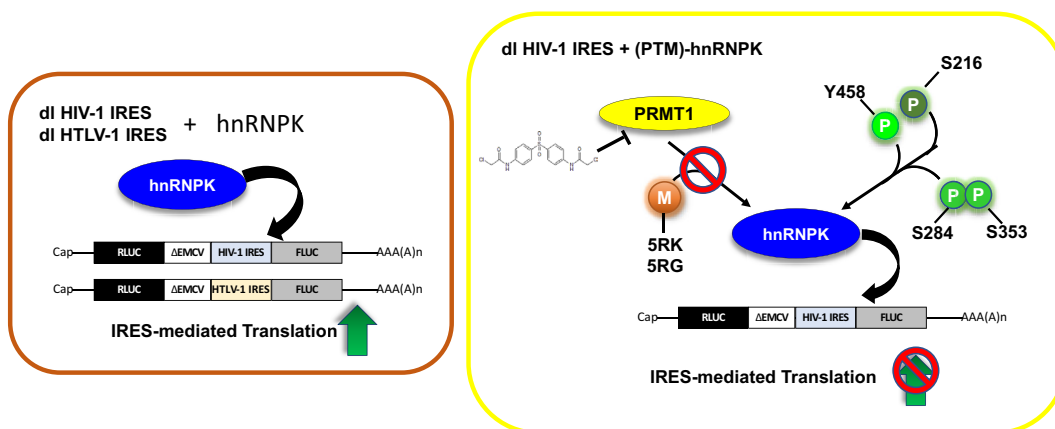 dl HIV-1 IRES
dl HTLV-1 IRES + hnRNPK
hnRNPK
Cap RLUC ΔEMCV HIV-1 IRES FLUC AAA(A)n
Cap RLUC ΔEMCV HTLV-1 IRES FLUC AAA(A)n
IRES-mediated Translation
dl HIV-1 IRES + (PTM)-hnRNPK
PRMT1
Cl O N H O S O N H O Cl
M
5RK
5RG
Y458
S216
P
P
P P
S284 S353
hnRNPK
Cap RLUC ΔEMCV HIV-1 IRES FLUC AAA(A)n
IRES-mediated Translation